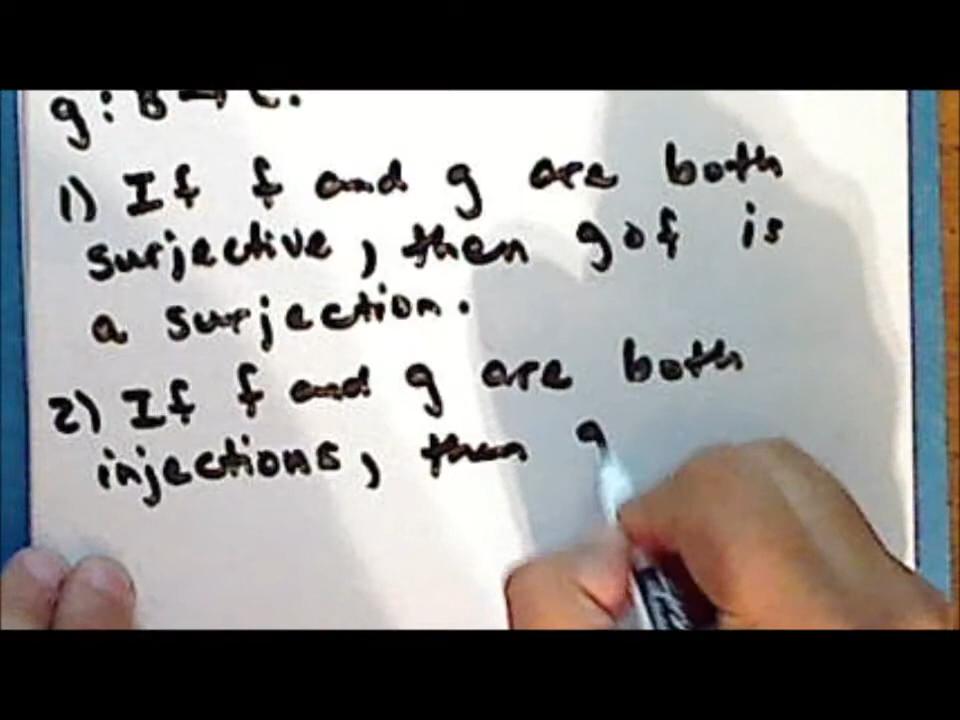 g: B → C.
1) If f and g are both
surjective, then g∘f is
a surjection.
2) If f and g are both
injections, then g